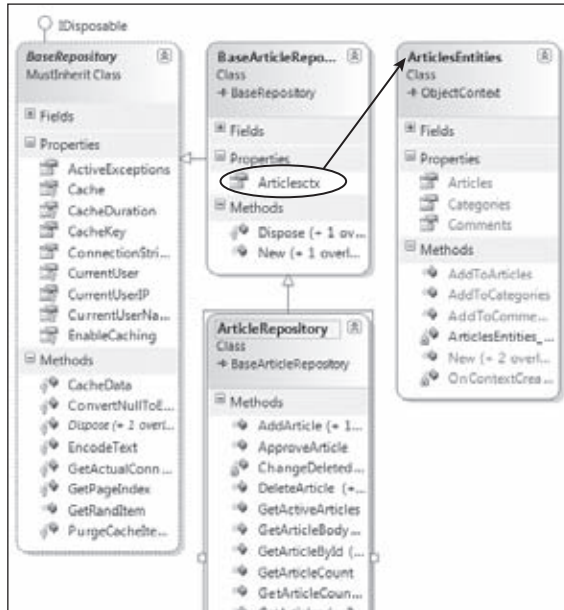 IDisposable
BaseRepository
MustInherit Class
Fields
Properties
ActiveExceptions
Cache
CacheDuration
CacheKey
ConnectionStri...
CurrentUser
CurrentUserIP
CurrentUserNa...
EnableCaching
Methods
CacheData
ConvertNullToE...
Dispose (+ 1 overl...
EncodeText
GetActualConn...
GetPageIndex
GetRandItem
PurgeCacheIte...
BaseArticleRepo...
Class
BaseRepository
Fields
Properties
Articlesctx
Methods
Dispose (+ 1 ov...
New (+ 1 overl...
ArticleRepository
Class
BaseArticleRepository
Methods
AddArticle (+ 1...
ApproveArticle
ChangeDeleted...
DeleteArticle (+...
GetActiveArticles
GetArticleBody...
GetArticleById (...
GetArticleCount
GetArticleCoun...
ArticlesEntities
Class
ObjectContext
Fields
Properties
Articles
Categories
Comments
Methods
AddToArticles
AddToCategories
AddToComme...
ArticlesEntities_...
New (+ 2 overl...
OnContextCrea...